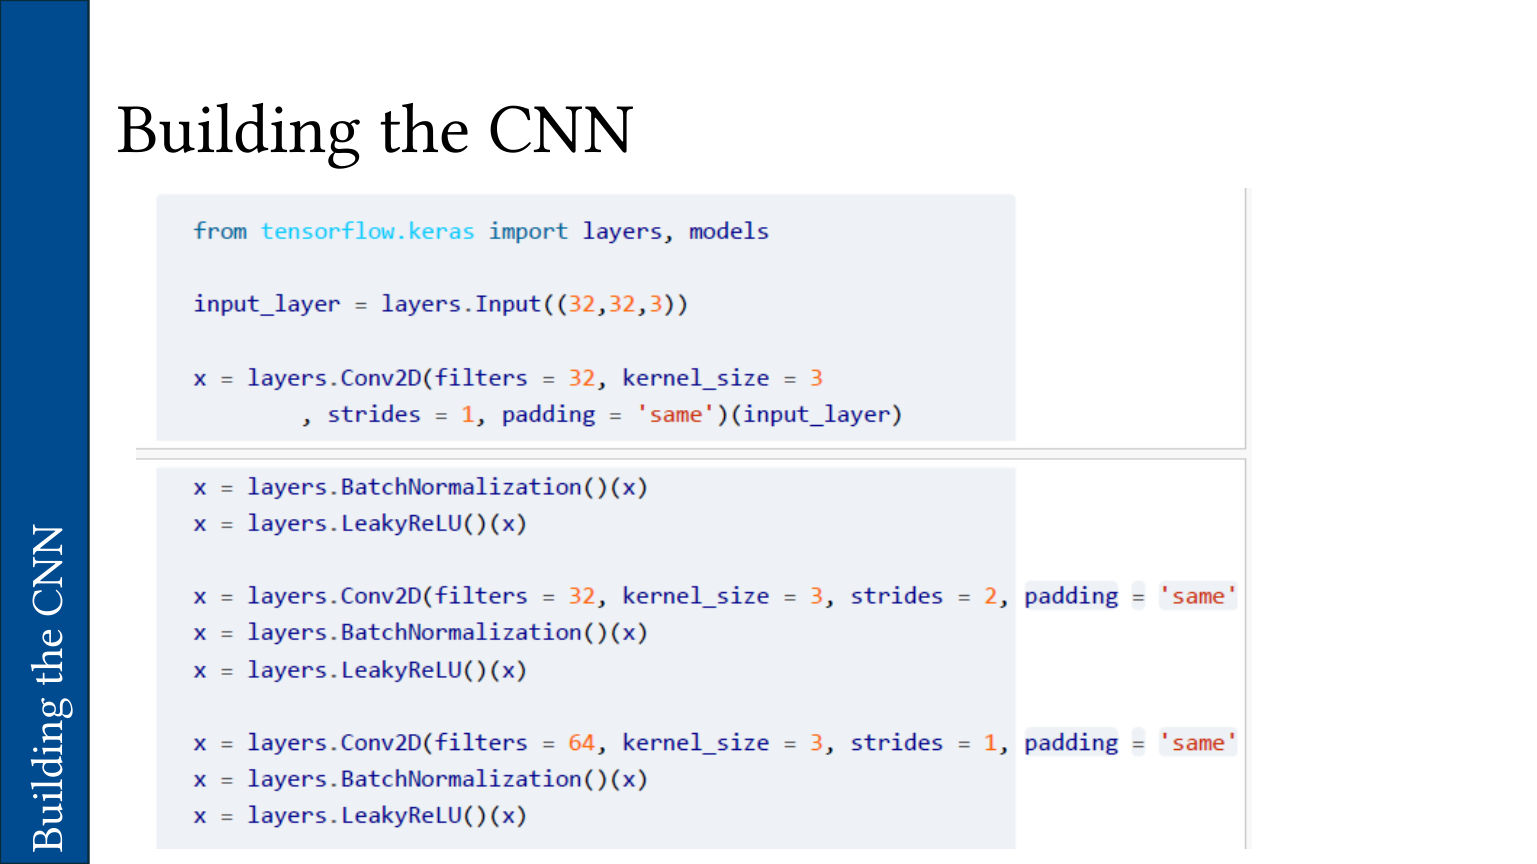 Building the CNN
Building the CNN
from tensorflow.keras import layers, models
input_layer = layers.Input((32,32,3))
x = layers.Conv2D(filters = 32, kernel_size = 3
, strides = 1, padding = 'same')(input_layer)
x = layers.BatchNormalization()(x)
x = layers.LeakyReLU()(x)
x = layers.Conv2D(filters = 32, kernel_size = 3, strides = 2, padding = 'same'
x = layers.BatchNormalization()(x)
x = layers.LeakyReLU()(x)
x = layers.Conv2D(filters = 64, kernel_size = 3, strides = 1, padding = 'same'
x = layers.BatchNormalization()(x)
x = layers.LeakyReLU()(x)